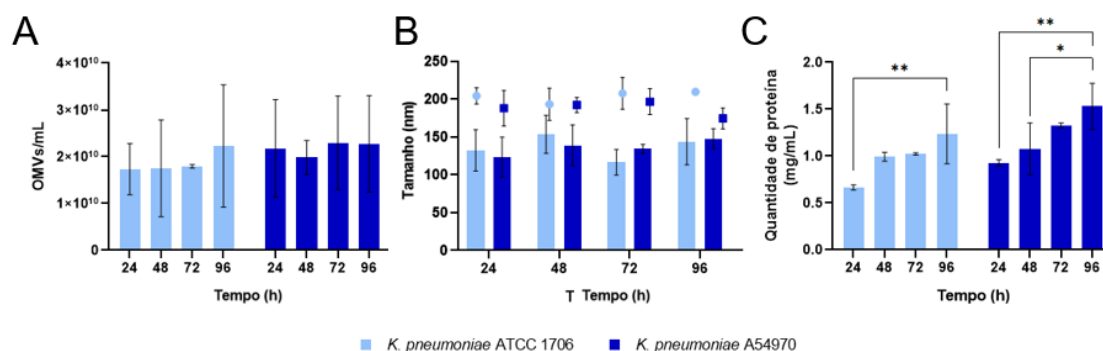 A
OMVs/mL
4×10¹⁰
3×10¹⁰
2×10¹⁰
1×10¹⁰
0
24 48 72 96 24 48 72 96
Tempo (h)
B
Tamanho (nm)
250
200
150
100
50
0
24 48 72 96
T Tempo (h)
C
Quantidade de proteína
(mg/mL)
2.0
1.5
1.0
0.5
0.0
**
**
*
24 48 72 96 24 48 72 96
Tempo (h)
K. pneumoniae ATCC 1706 K. pneumoniae A54970